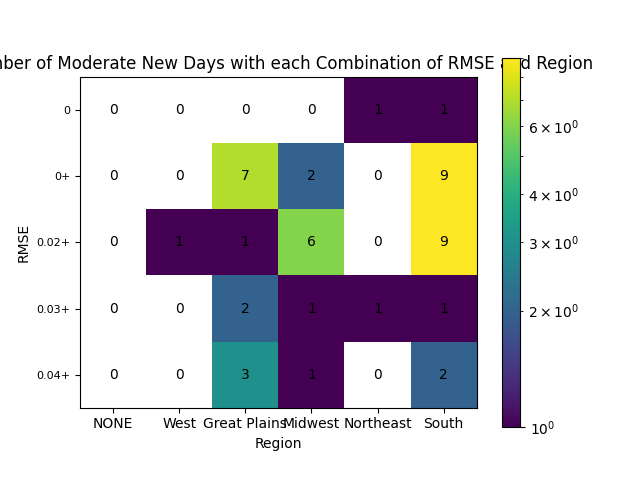 ber of Moderate New Days with each Combination of RMSE and Region
0 0 0 0 0 1 1
0+ 0 0 7 2 0 9
0.02+ 0 1 1 6 0 9
0.03+ 0 0 2 1 1 1
0.04+ 0 0 3 1 0 2
RMSE
NONE West Great Plains Midwest Northeast South
Region
6 × 10⁰
4 × 10⁰
3 × 10⁰
2 × 10⁰
10⁰